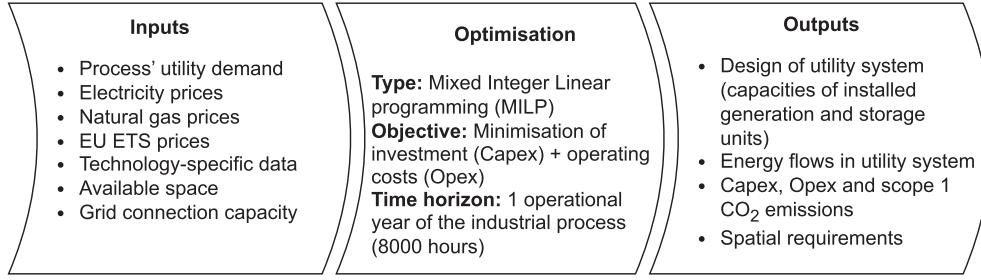 Inputs
• Process' utility demand
• Electricity prices
• Natural gas prices
• EU ETS prices
• Technology-specific data
• Available space
• Grid connection capacity
Optimisation
Type: Mixed Integer Linear
programming (MILP)
Objective: Minimisation of
investment (Capex) + operating
costs (Opex)
Time horizon: 1 operational
year of the industrial process
(8000 hours)
Outputs
• Design of utility system
(capacities of installed
generation and storage
units)
• Energy flows in utility system
• Capex, Opex and scope 1
CO2 emissions
• Spatial requirements